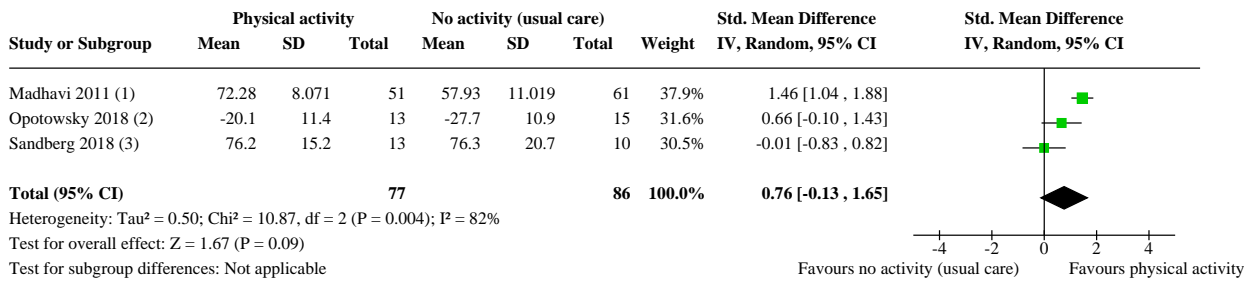 Physical activity No activity (usual care) Std. Mean Difference Std. Mean Difference
Study or Subgroup Mean SD Total Mean SD Total Weight IV, Random, 95% CI IV, Random, 95% CI
Madhavi 2011 (1) 72.28 8.071 51 57.93 11.019 61 37.9% 1.46 [1.04 , 1.88]
Opotowsky 2018 (2) -20.1 11.4 13 -27.7 10.9 15 31.6% 0.66 [-0.10 , 1.43]
Sandberg 2018 (3) 76.2 15.2 13 76.3 20.7 10 30.5% -0.01 [-0.83 , 0.82]
Total (95% CI) 77 86 100.0% 0.76 [-0.13 , 1.65]
Heterogeneity: Tau² = 0.50; Chi² = 10.87, df = 2 (P = 0.004); I² = 82%
Test for overall effect: Z = 1.67 (P = 0.09)
-4 -2 0 2 4
Test for subgroup differences: Not applicable
Favours no activity (usual care) Favours physical activity